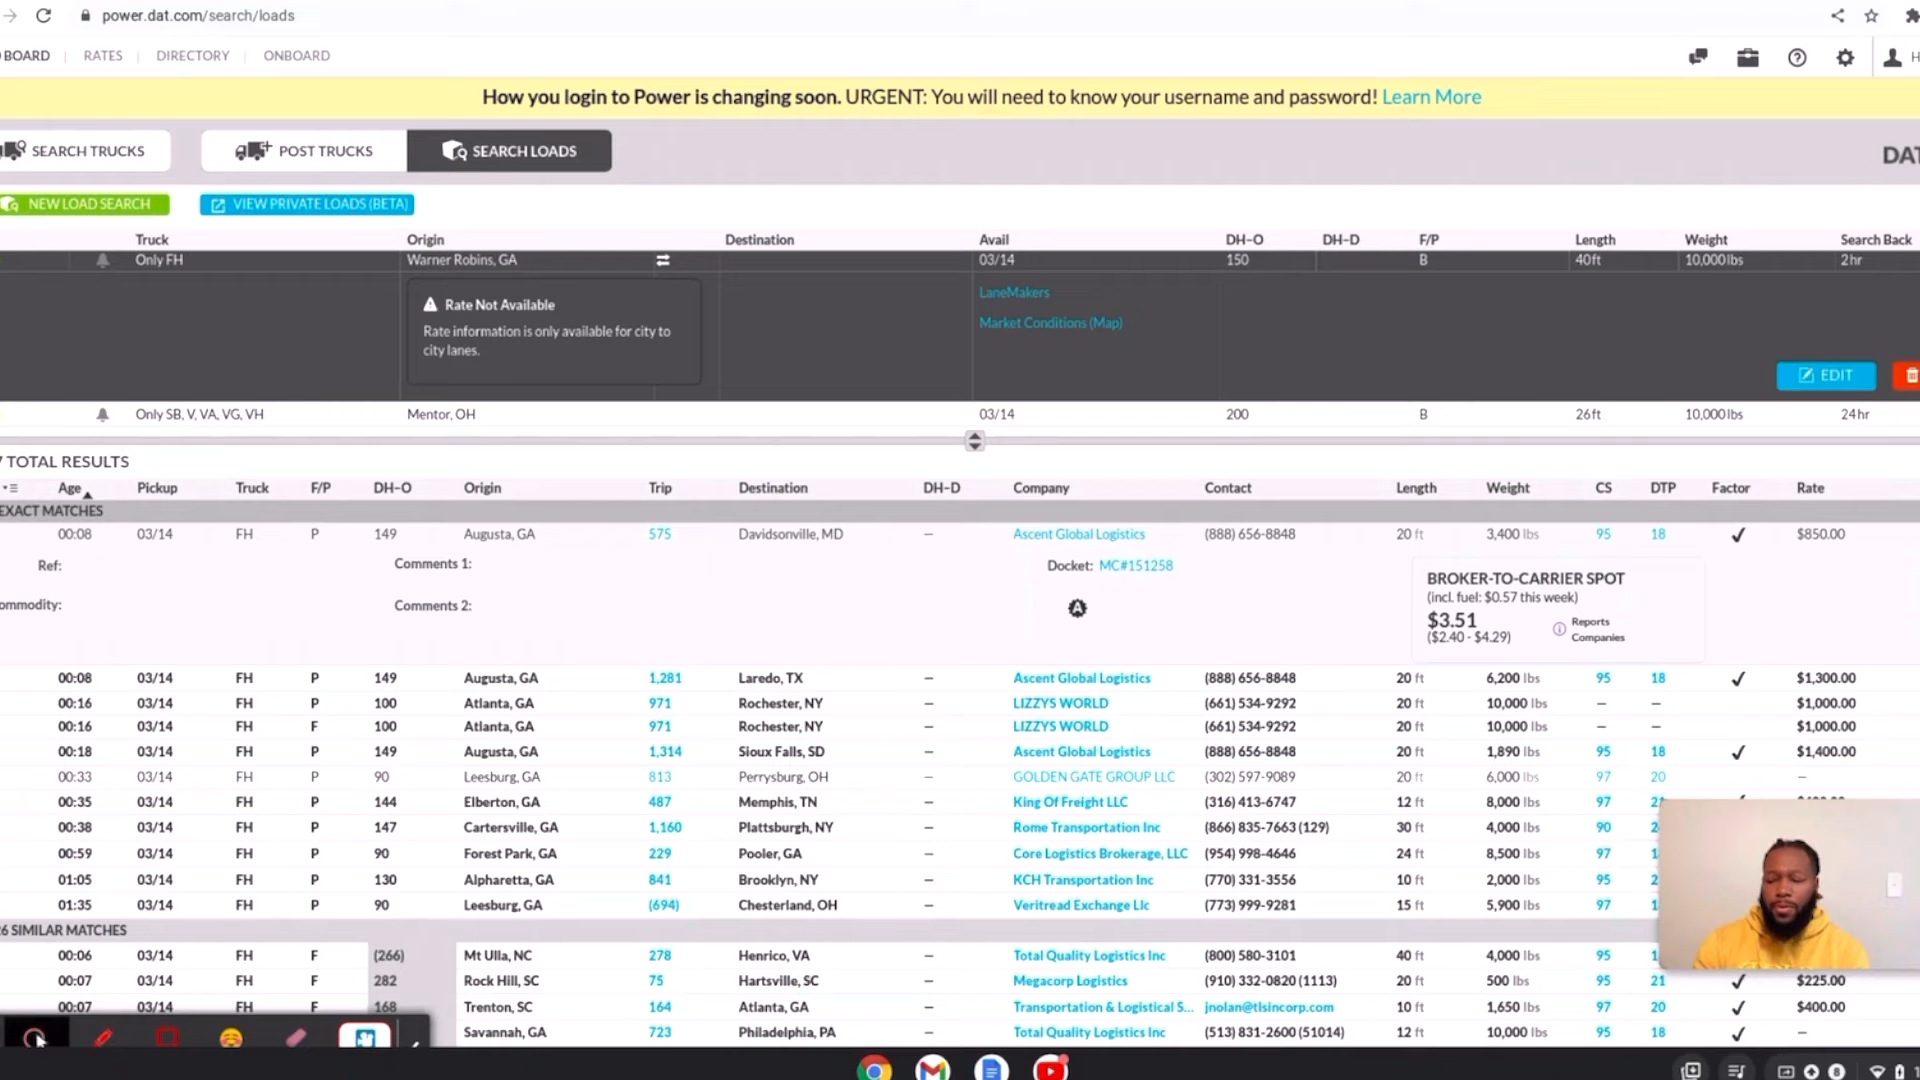 power.dat.com/search/loads
BOARD RATES DIRECTORY ONBOARD
How you login to Power is changing soon. URGENT: You will need to know your username and password! Learn More
SEARCH TRUCKS POST TRUCKS SEARCH LOADS DAT
NEW LOAD SEARCH VIEW PRIVATE LOADS (BETA)
Truck Origin Destination Avail DH-O DH-D F/P Length Weight Search Back
Only FH Warner Robins, GA 03/14 150 B 40ft 10,000lbs 2hr
Rate Not Available
Rate information is only available for city to
city lanes.
LaneMakers
Market Conditions (Map)
EDIT
Only SB, V, VA, VG, VH Mentor, OH 03/14 200 B 26ft 10,000lbs 24hr
7 TOTAL RESULTS
Age Pickup Truck F/P DH-O Origin Trip Destination DH-D Company Contact Length Weight CS DTP Factor Rate
EXACT MATCHES
00:08 03/14 FH P 149 Augusta, GA 575 Davidsonville, MD – Ascent Global Logistics (888) 656-8848 20 ft 3,400 lbs 95 18 ✓ $850.00
Ref: Comments 1: Docket: MC#151258
ommodity: Comments 2:
A
BROKER-TO-CARRIER SPOT
(incl. fuel: $0.57 this week)
$3.51
($2.40 - $4.29)
Reports
Companies
00:08 03/14 FH P 149 Augusta, GA 1,281 Laredo, TX – Ascent Global Logistics (888) 656-8848 20 ft 6,200 lbs 95 18 ✓ $1,300.00
00:16 03/14 FH P 100 Atlanta, GA 971 Rochester, NY – LIZZYS WORLD (661) 534-9292 20 ft 10,000 lbs – – $1,000.00
00:16 03/14 FH F 100 Atlanta, GA 971 Rochester, NY – LIZZYS WORLD (661) 534-9292 20 ft 10,000 lbs – – $1,000.00
00:18 03/14 FH P 149 Augusta, GA 1,314 Sioux Falls, SD – Ascent Global Logistics (888) 656-8848 20 ft 1,890 lbs 95 18 ✓ $1,400.00
00:33 03/14 FH P 90 Leesburg, GA 813 Perrysburg, OH – GOLDEN GATE GROUP LLC (302) 597-9089 20 ft 6,000 lbs 97 20 –
00:35 03/14 FH P 144 Elberton, GA 487 Memphis, TN – King Of Freight LLC (316) 413-6747 12 ft 8,000 lbs 97
00:38 03/14 FH P 147 Cartersville, GA 1,160 Plattsburgh, NY – Rome Transportation Inc (866) 835-7663 (129) 30 ft 4,000 lbs 90
00:59 03/14 FH P 90 Forest Park, GA 229 Pooler, GA – Core Logistics Brokerage, LLC (954) 998-4646 24 ft 8,500 lbs 97
01:05 03/14 FH P 130 Alpharetta, GA 841 Brooklyn, NY – KCH Transportation Inc (770) 331-3556 10 ft 2,000 lbs 95
01:35 03/14 FH P 90 Leesburg, GA (694) Chesterland, OH – Veritread Exchange Llc (773) 999-9281 15 ft 5,900 lbs 97
6 SIMILAR MATCHES
00:06 03/14 FH F (266) Mt Ulla, NC 278 Henrico, VA – Total Quality Logistics Inc (800) 580-3101 40 ft 4,000 lbs 95
00:07 03/14 FH F 282 Rock Hill, SC 75 Hartsville, SC – Megacorp Logistics (910) 332-0820 (1113) 20 ft 500 lbs 95 21 ✓ $225.00
00:07 03/14 FH F 168 Trenton, SC 164 Atlanta, GA – Transportation & Logistical S... jnolan@tlsincorp.com 10 ft 1,650 lbs 97 20 ✓ $400.00
Savannah, GA 723 Philadelphia, PA – Total Quality Logistics Inc (513) 831-2600 (51014) 12 ft 10,000 lbs 95 18 ✓ –